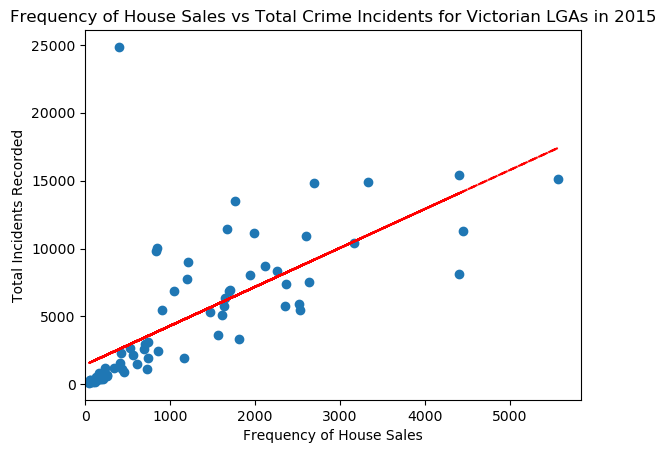 Frequency of House Sales vs Total Crime Incidents for Victorian LGAs in 2015
25000
20000
15000
10000
5000
0
Total Incidents Recorded
0 1000 2000 3000 4000 5000
Frequency of House Sales